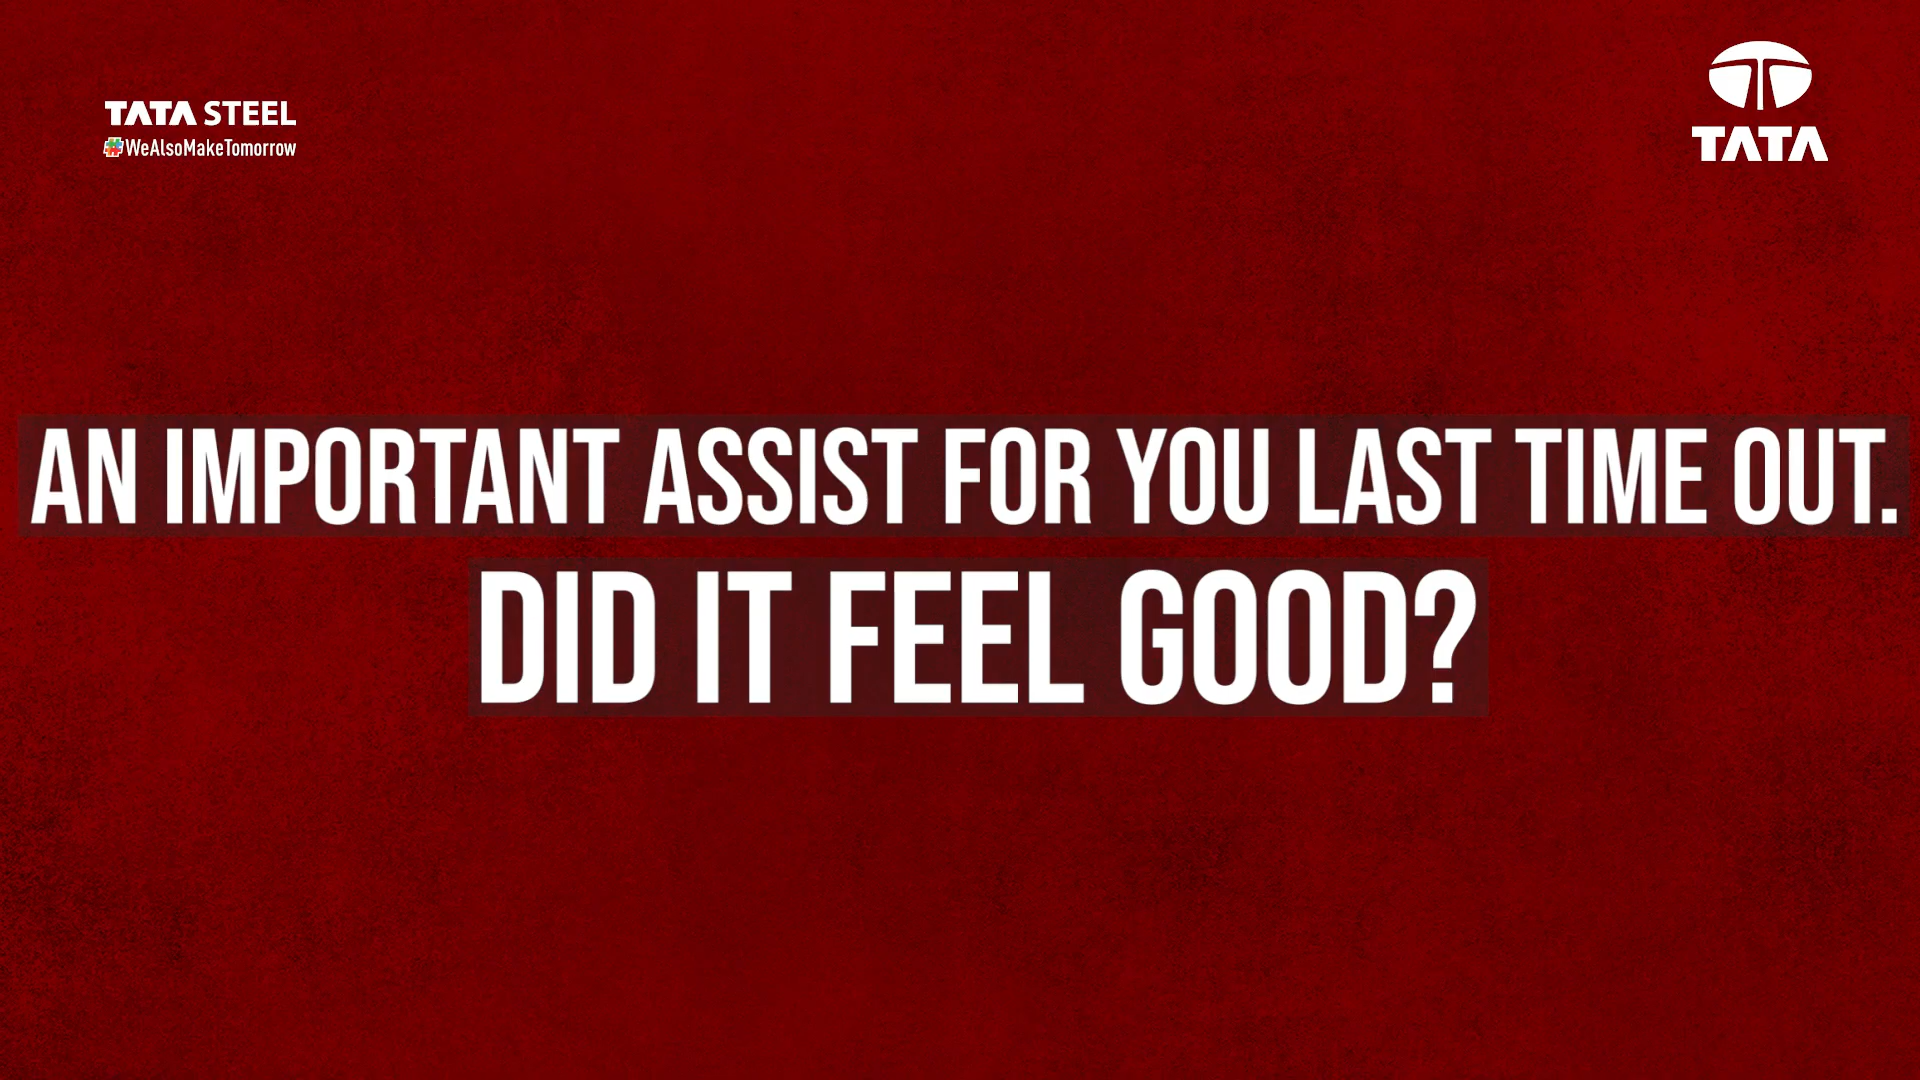 TATA STEEL
#WeAlsoMakeTomorrow
TATA
AN IMPORTANT ASSIST FOR YOU LAST TIME OUT.
DID IT FEEL GOOD?